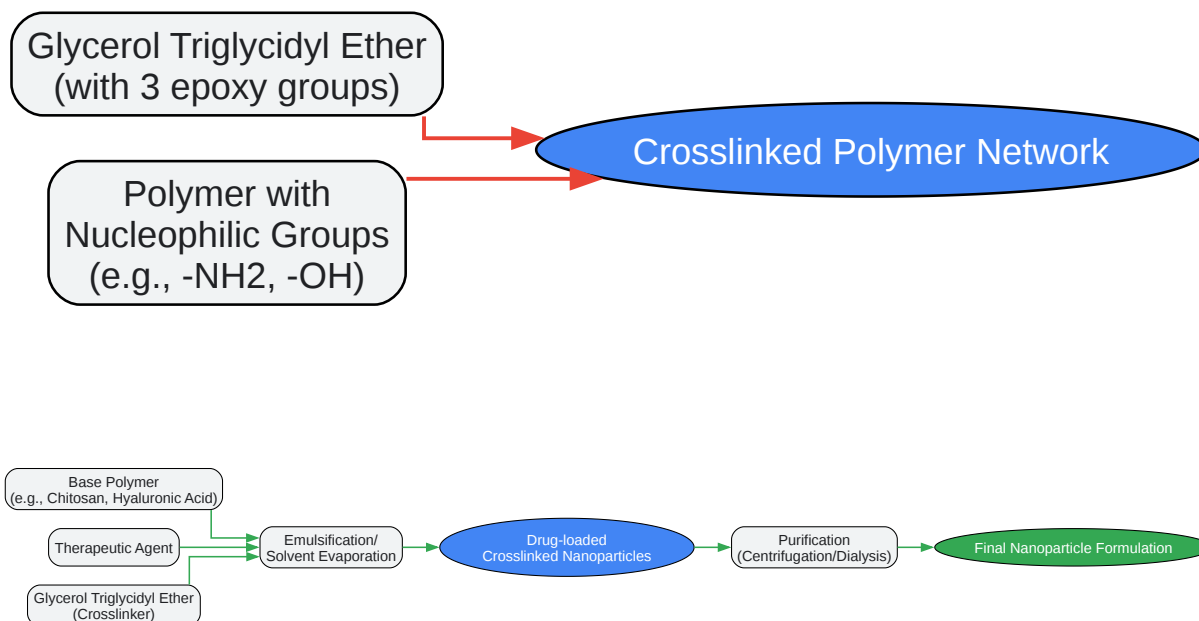 Glycerol Triglycidyl Ether
(with 3 epoxy groups)
Polymer with
Nucleophilic Groups
(e.g., -NH2, -OH)
Crosslinked Polymer Network
Base Polymer
(e.g., Chitosan, Hyaluronic Acid)
Therapeutic Agent
Glycerol Triglycidyl Ether
(Crosslinker)
Emulsification/
Solvent Evaporation
Drug-loaded
Crosslinked Nanoparticles
Purification
(Centrifugation/Dialysis)
Final Nanoparticle Formulation